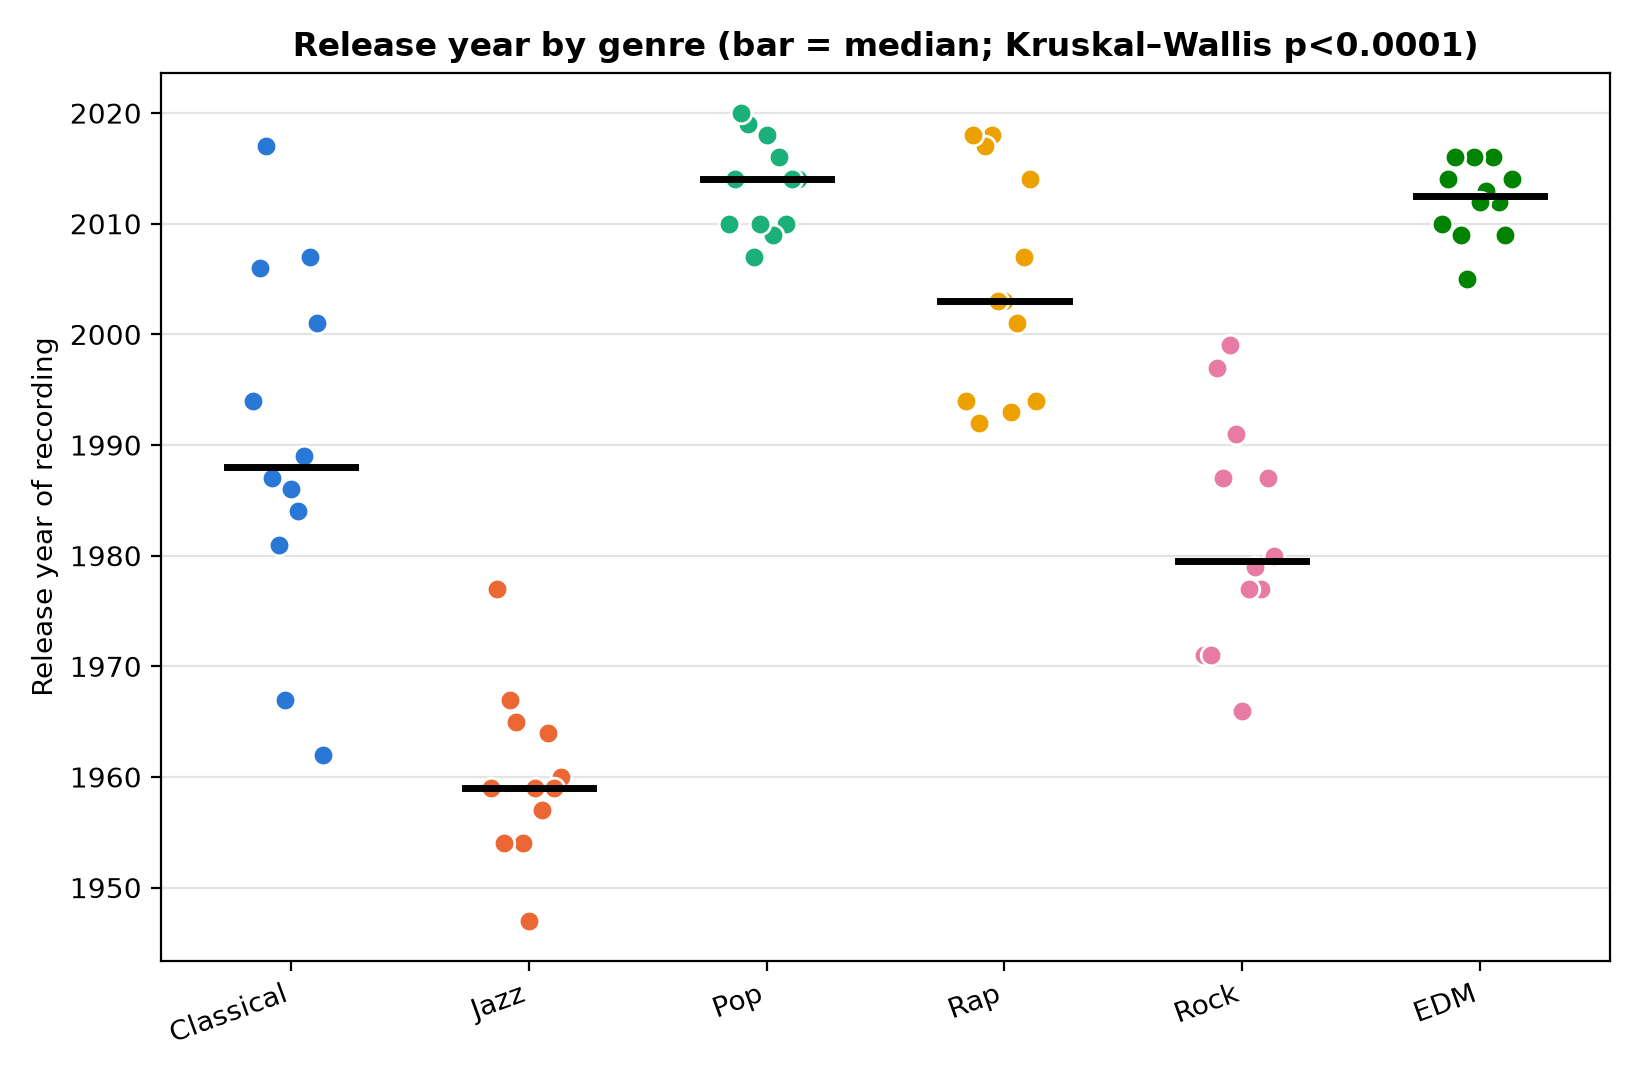 Release year by genre (bar = median; Kruskal–Wallis p<0.0001)
Release year of recording
2020
2010
2000
1990
1980
1970
1960
1950
Classical
Jazz
Pop
Rap
Rock
EDM